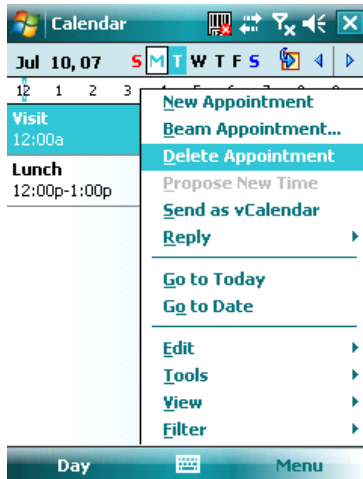 Calendar
Jul 10, 07 S M T W T F S
12 1 2 3
Visit
12:00a
Lunch
12:00p-1:00p
New Appointment
Beam Appointment...
Delete Appointment
Propose New Time
Send as vCalendar
Reply
Go to Today
Go to Date
Edit
Tools
View
Filter
Day Menu